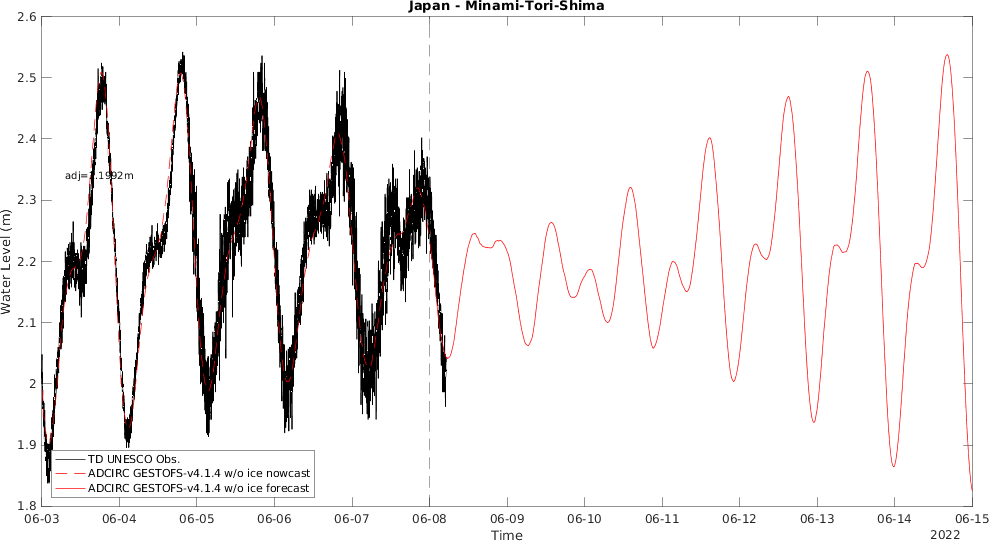 Japan - Minami-Tori-Shima
2.6
2.5
2.4
2.3
2.2
2.1
2
1.9
1.8
Water Level (m)
adj=2.1992m
TD UNESCO Obs.
ADCIRC GESTOFS-v4.1.4 w/o ice nowcast
ADCIRC GESTOFS-v4.1.4 w/o ice forecast
06-03 06-04 06-05 06-06 06-07 06-08 06-09 06-10 06-11 06-12 06-13 06-14 06-15
Time
2022